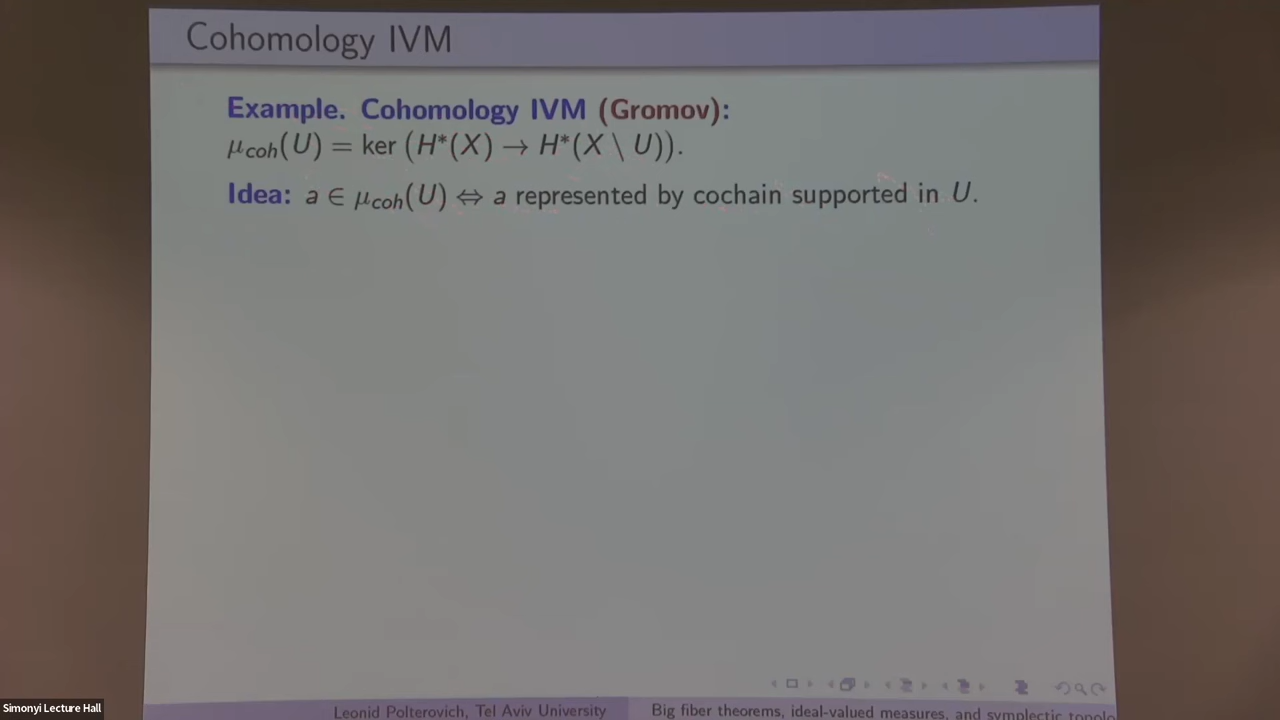 Cohomology IVM
Example. Cohomology IVM (Gromov):
μ_coh(U) = ker (H*(X) → H*(X \ U)).
Idea: a ∈ μ_coh(U) ⇔ a represented by cochain supported in U.
Simonyi Lecture Hall
Leonid Polterovich, Tel Aviv University
Big fiber theorems, ideal-valued measures, and symplectic topolo